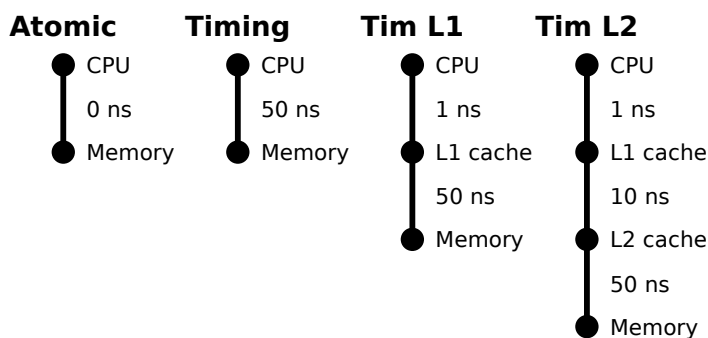 Atomic
CPU
0 ns
Memory
Timing
CPU
50 ns
Memory
Tim L1
CPU
1 ns
L1 cache
50 ns
Memory
Tim L2
CPU
1 ns
L1 cache
10 ns
L2 cache
50 ns
Memory